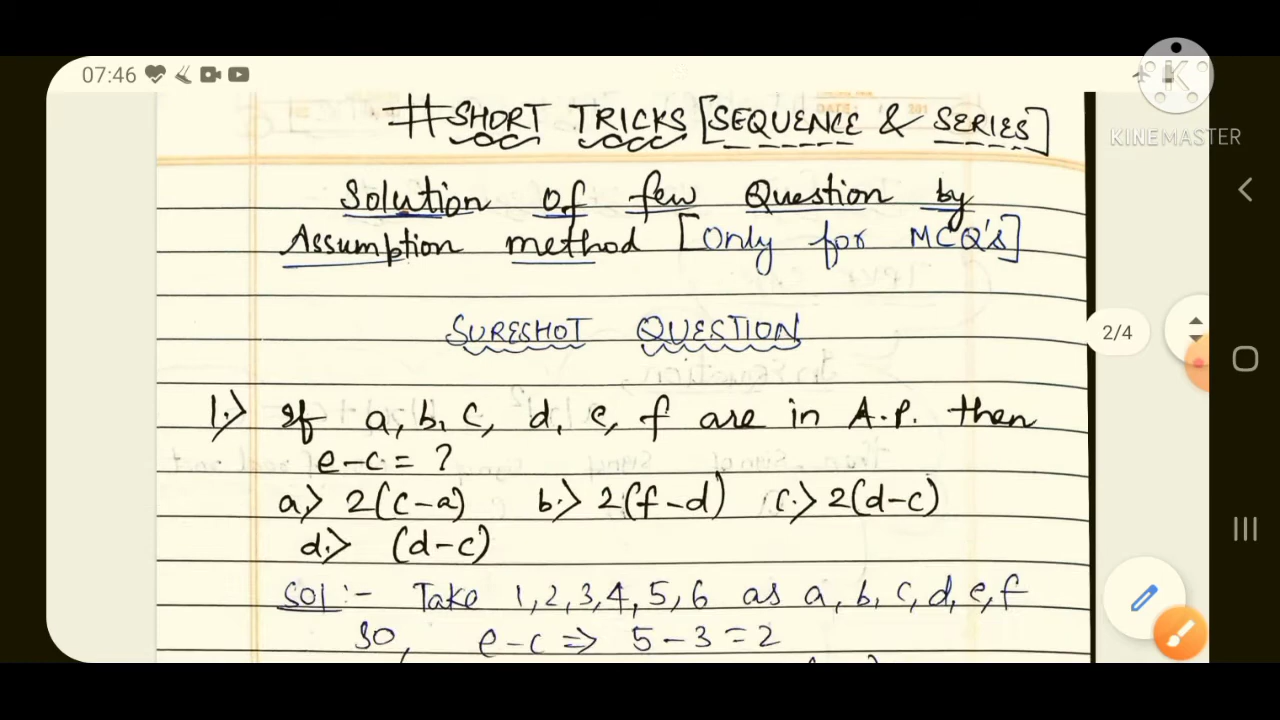 07:46
KINEMASTER
#SHORT TRICKS [SEQUENCE & SERIES]
Solution of few Question by
Assumption method [Only for MCQ's]
SURESHOT QUESTION
2/4
1.> If a, b, c, d, e, f are in A.P. then
e-c = ?
a.> 2(c-a) b.> 2(f-d) c.> 2(d-c)
d.> (d-c)
Sol :- Take 1, 2, 3, 4, 5, 6 as a, b, c, d, e, f
SO, e-c => 5-3=2